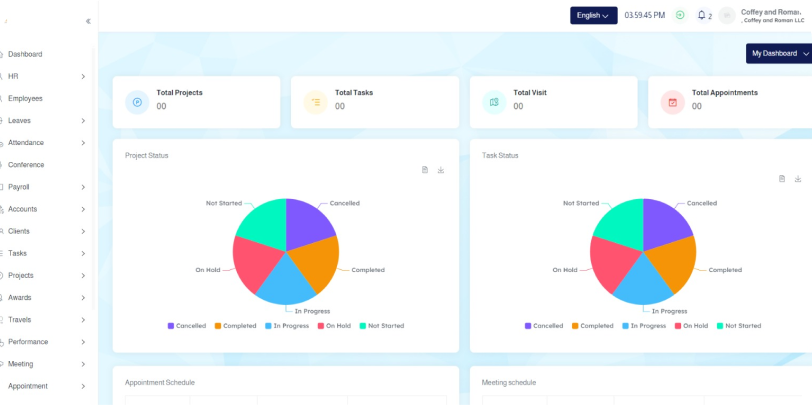 English
03:59:45 PM
2
Coffey and Roman
, Coffey and Roman LLC
My Dashboard
Dashboard
HR
Employees
Leaves
Attendance
Conference
Payroll
Accounts
Clients
Tasks
Projects
Awards
Travels
Performance
Meeting
Appointment
Total Projects
00
Total Tasks
00
Total Visit
00
Total Appointments
00
Project Status
Not Started
Cancelled
On Hold
Completed
In Progress
Cancelled Completed In Progress On Hold Not Started
Task Status
Not Started
Cancelled
On Hold
Completed
In Progress
Cancelled Completed In Progress On Hold Not Started
Appointment Schedule
Meeting schedule